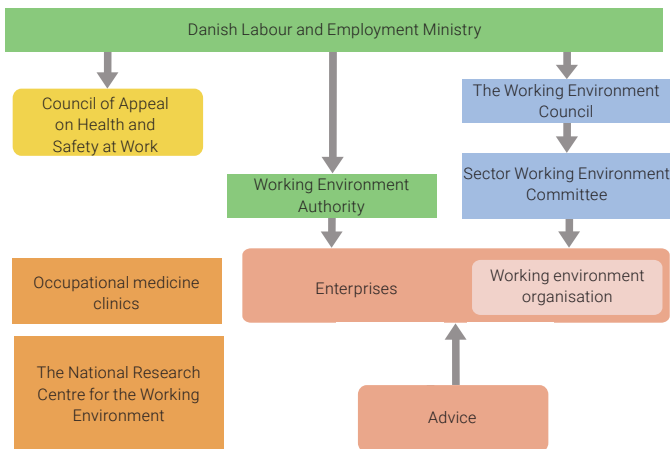 Danish Labour and Employment Ministry
Council of Appeal
on Health and
Safety at Work
The Working Environment
Council
Working Environment
Authority
Sector Working Environment
Committee
Occupational medicine
clinics
Enterprises
Working environment
organisation
The National Research
Centre for the Working
Environment
Advice